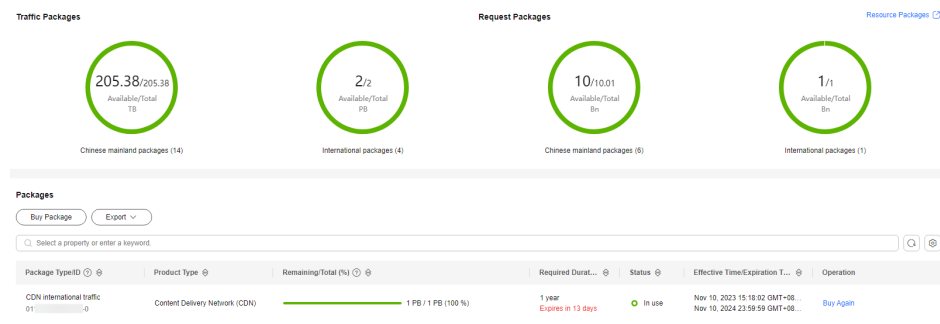 Traffic Packages
Request Packages
Resource Packages
205.38/205.38
Available/Total
TB
Chinese mainland packages (14)
2/2
Available/Total
PB
International packages (4)
10/10.01
Available/Total
Bn
Chinese mainland packages (6)
1/1
Available/Total
Bn
International packages (1)
Packages
Buy Package
Export
Select a property or enter a keyword.
Package Type/ID
Product Type
Remaining/Total (%)
Required Durat...
Status
Effective Time/Expiration T...
Operation
CDN international traffic
01 -0
Content Delivery Network (CDN)
1 PB / 1 PB (100 %)
1 year
Expires in 13 days
In use
Nov 10, 2023 15:18:02 GMT+08...
Nov 10, 2024 23:59:59 GMT+08...
Buy Again